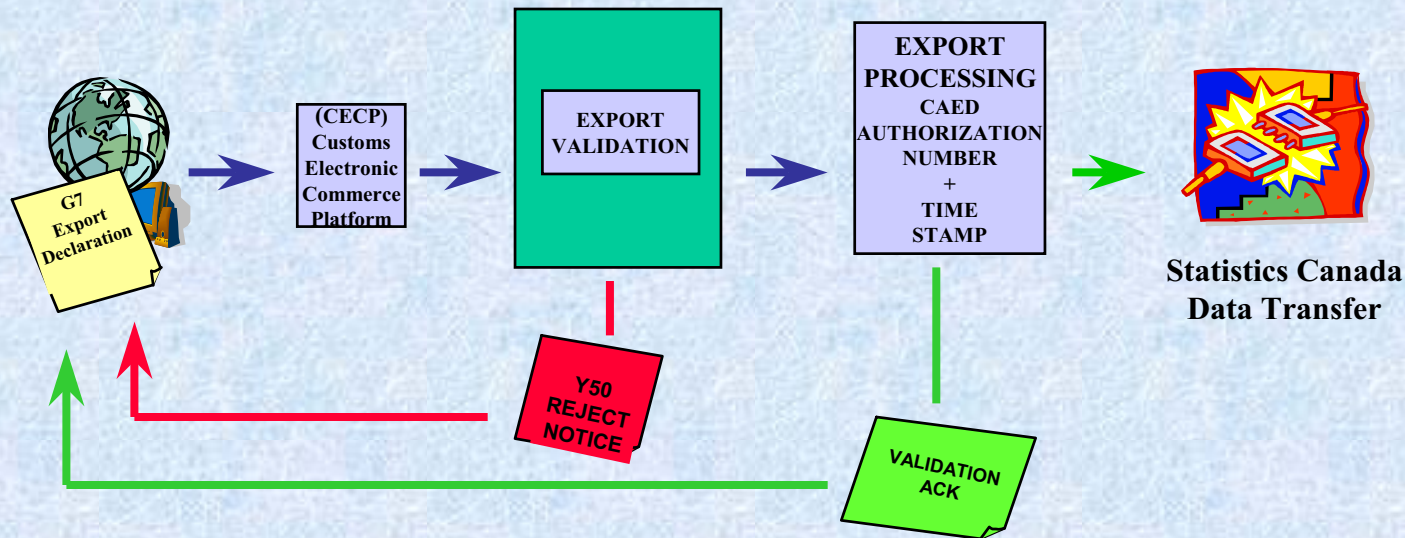 G7
Export
Declaration
(CECP)
Customs
Electronic
Commerce
Platform
EXPORT
VALIDATION
EXPORT
PROCESSING
CAED
AUTHORIZATION
NUMBER
+
TIME
STAMP
Statistics Canada
Data Transfer
Y50
REJECT
NOTICE
VALIDATION
ACK